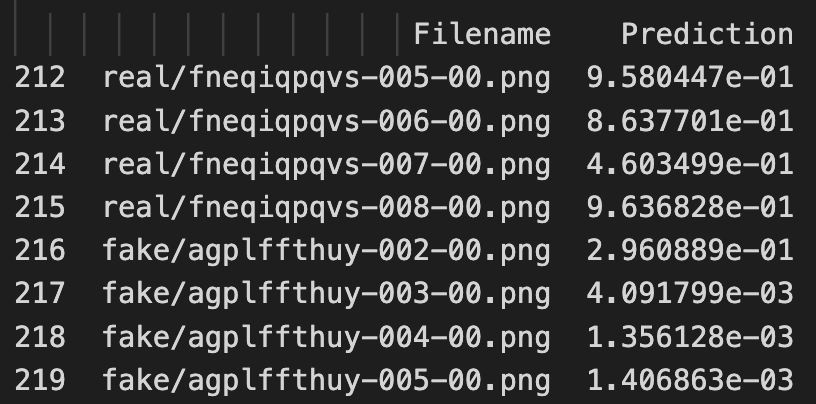 Filename Prediction
212 real/fneqiqpqvs-005-00.png 9.580447e-01
213 real/fneqiqpqvs-006-00.png 8.637701e-01
214 real/fneqiqpqvs-007-00.png 4.603499e-01
215 real/fneqiqpqvs-008-00.png 9.636828e-01
216 fake/agplffthuy-002-00.png 2.960889e-01
217 fake/agplffthuy-003-00.png 4.091799e-03
218 fake/agplffthuy-004-00.png 1.356128e-03
219 fake/agplffthuy-005-00.png 1.406863e-03